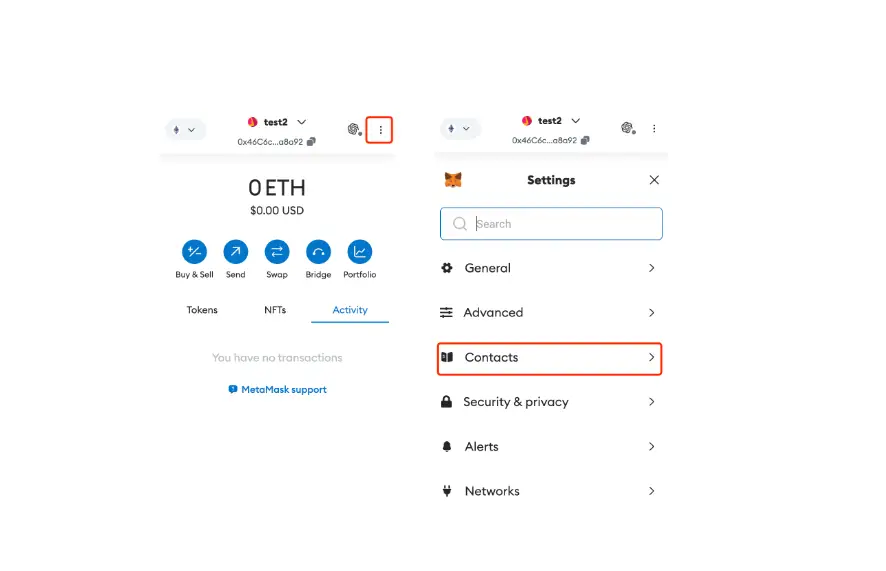 test2
0x46C6c...a8a92
0 ETH
$0.00 USD
Buy & Sell
Send
Swap
Bridge
Portfolio
Tokens
NFTs
Activity
You have no transactions
MetaMask support
test2
0x46C6c...a8a92
Settings
Search
General
Advanced
Contacts
Security & privacy
Alerts
Networks